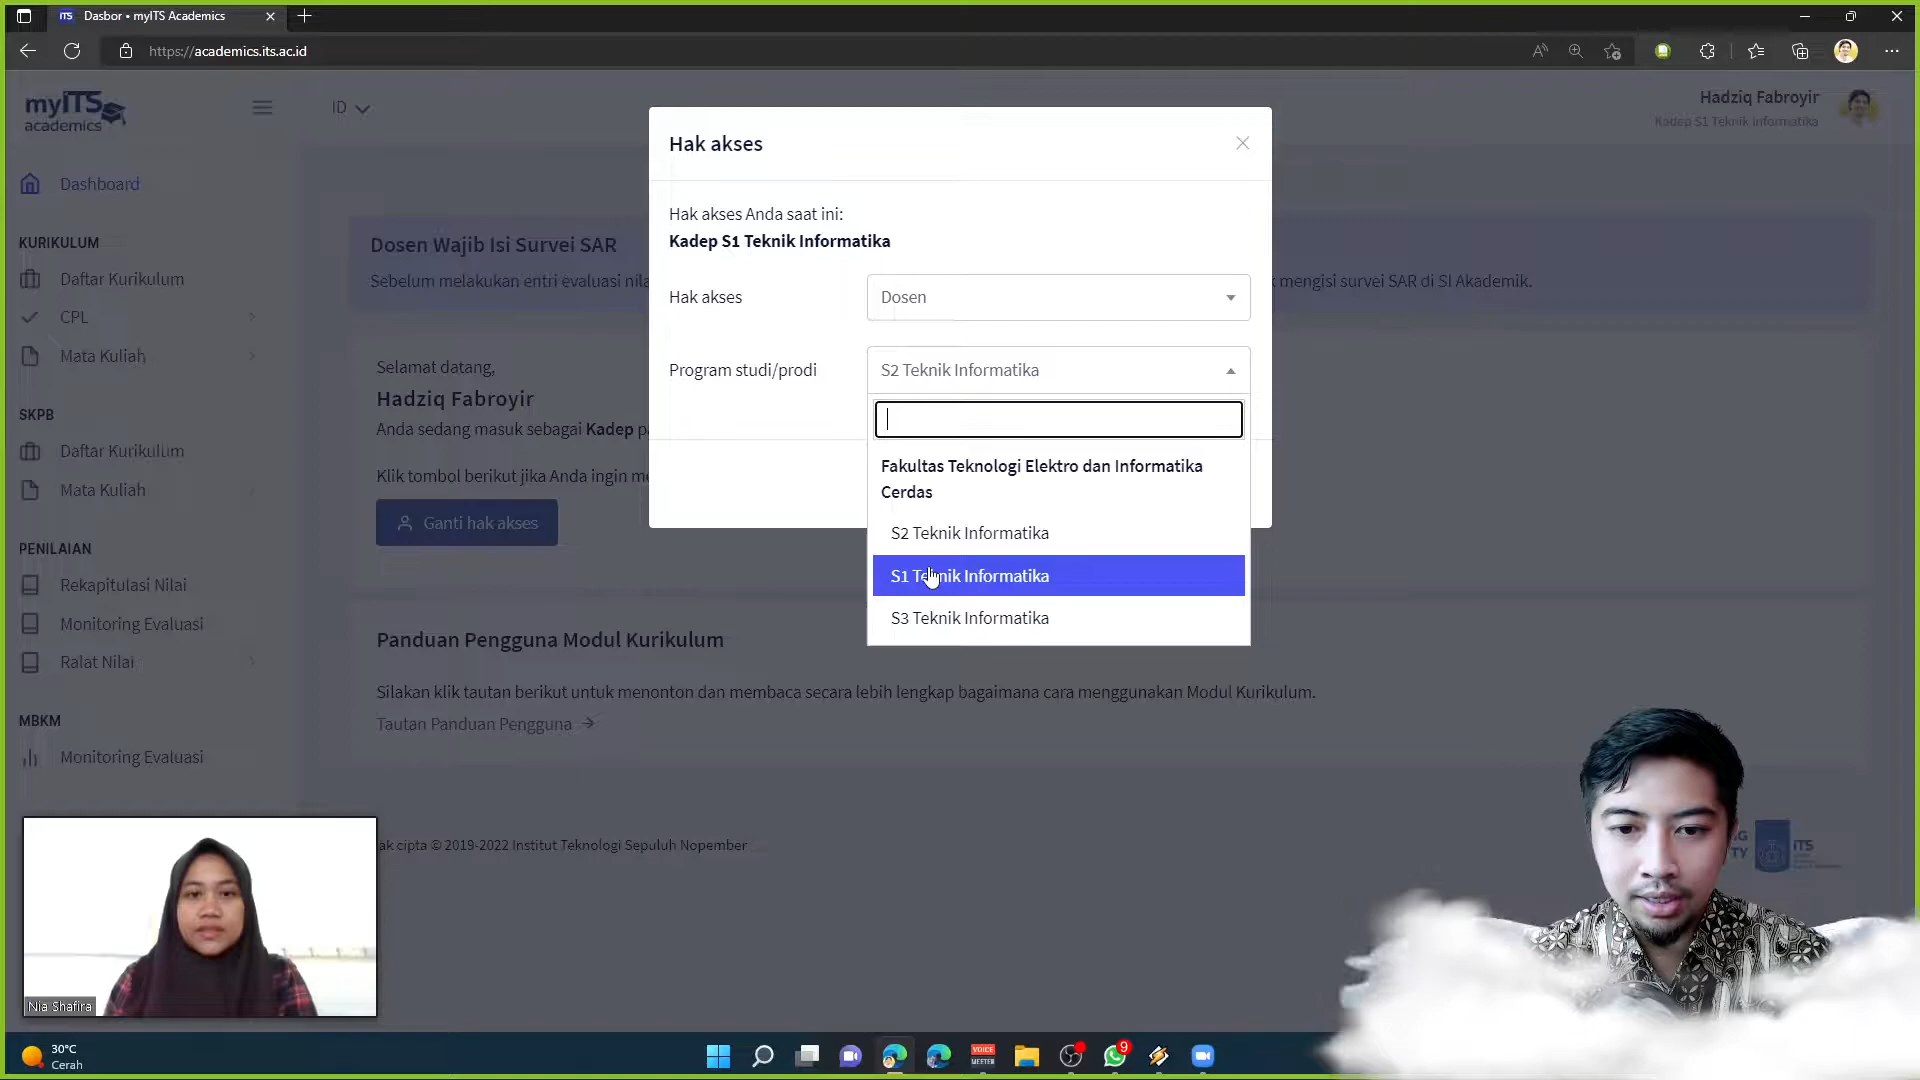 Dasbor • myITS Academics
https://academics.its.ac.id
myITS
academics
ID
Hadziq Fabroyir
Kadep S1 Teknik Informatika
Dashboard
KURIKULUM
Daftar Kurikulum
CPL
Mata Kuliah
SKPB
Daftar Kurikulum
Mata Kuliah
PENILAIAN
Rekapitulasi Nilai
Monitoring Evaluasi
Ralat Nilai
MBKM
Monitoring Evaluasi
Dosen Wajib Isi Survei SAR
Sebelum melakukan entri evaluasi nila
mengisi survei SAR di SI Akademik.
Selamat datang,
Hadziq Fabroyir
Anda sedang masuk sebagai Kadep pa
Klik tombol berikut jika Anda ingin me
Ganti hak akses
Hak akses
Hak akses Anda saat ini:
Kadep S1 Teknik Informatika
Hak akses
Dosen
Program studi/prodi
S2 Teknik Informatika
Fakultas Teknologi Elektro dan Informatika
Cerdas
S2 Teknik Informatika
S1 Teknik Informatika
S3 Teknik Informatika
Panduan Pengguna Modul Kurikulum
Silakan klik tautan berikut untuk menonton dan membaca secara lebih lengkap bagaimana cara menggunakan Modul Kurikulum.
Tautan Panduan Pengguna
ak cipta © 2019-2022 Institut Teknologi Sepuluh Nopember
ITS
Nia Shafira
30°C
Cerah
VOICE
MEETER
9